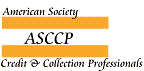 American Society
ASCCP
Credit & Collection Professionals